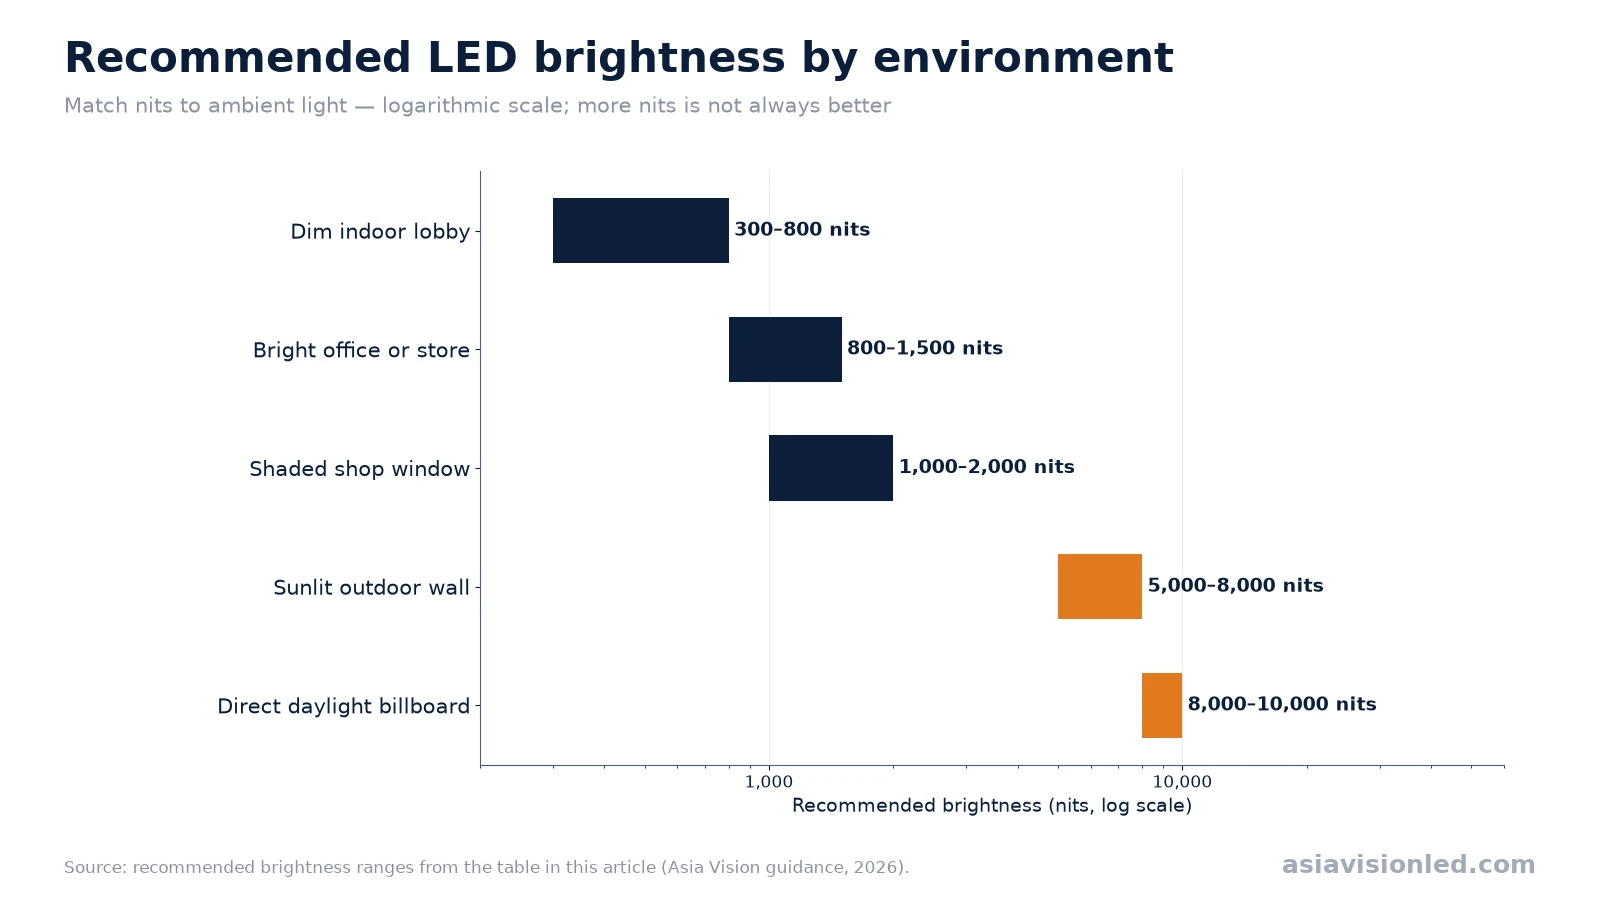 Recommended LED brightness by environment
Match nits to ambient light — logarithmic scale; more nits is not always better
Dim indoor lobby
300–800 nits
Bright office or store
800–1,500 nits
Shaded shop window
1,000–2,000 nits
Sunlit outdoor wall
5,000–8,000 nits
Direct daylight billboard
8,000–10,000 nits
1,000
10,000
Recommended brightness (nits, log scale)
Source: recommended brightness ranges from the table in this article (Asia Vision guidance, 2026).
asiavisionled.com